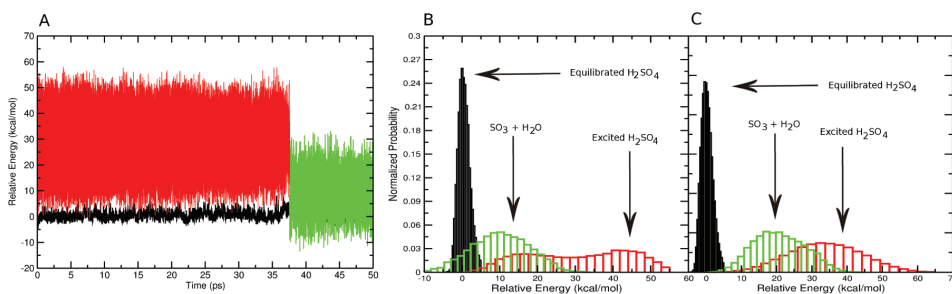 A
70
60
50
40
30
20
10
0
-10
-20
Relative Energy (kcal/mol)
0 5 10 15 20 25 30 35 40 45 50
Time (ps)
B
0.3
0.27
0.24
0.21
0.18
0.15
0.12
0.09
0.06
0.03
0
Normalized Probability
Equilibrated H₂SO₄
SO₃ + H₂O
Excited H₂SO₄
-10 0 10 20 30 40 50
Relative Energy (kcal/mol)
C
Equilibrated H₂SO₄
SO₃ + H₂O
Excited H₂SO₄
0 10 20 30 40 50 60
Relative Energy (kcal/mol)